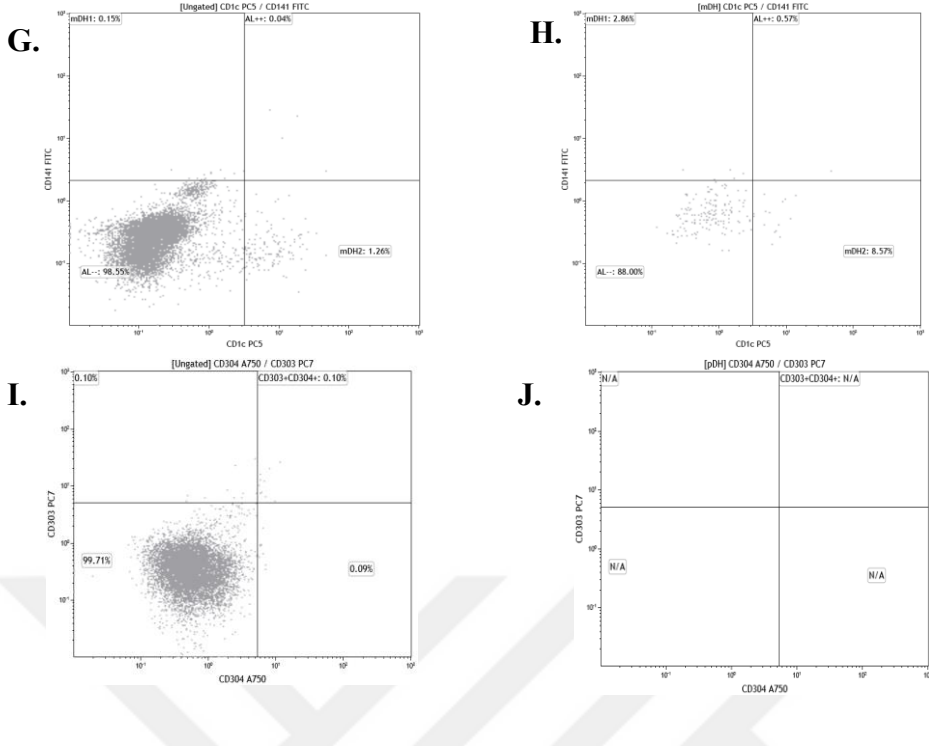 G.
[Ungated] CD1c PC5 / CD141 FITC
mDH1: 0.15%
AL++: 0.04%
CD141 FITC
mDH2: 1.26%
AL--: 98.55%
CD1c PC5
H.
[mDH] CD1c PC5 / CD141 FITC
mDH1: 2.86%
AL++: 0.57%
CD141 FITC
mDH2: 8.57%
AL--: 88.00%
CD1c PC5
I.
[Ungated] CD304 A750 / CD303 PC7
0.10%
CD303+CD304+: 0.10%
CD303 PC7
99.71%
0.09%
CD304 A750
J.
[pDH] CD304 A750 / CD303 PC7
N/A
CD303+CD304+: N/A
CD303 PC7
N/A
N/A
CD304 A750